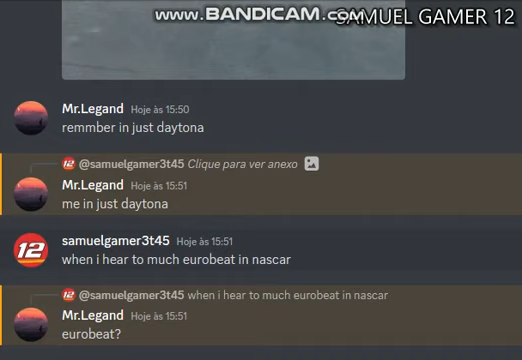 www.BANDICAM.com
SAMUEL GAMER 12
Mr.Legand Hoje às 15:50
remmber in just daytona
@samuelgamer3t45 Clique para ver anexo
Mr.Legand Hoje às 15:51
me in just daytona
samuelgamer3t45 Hoje às 15:51
12
when i hear to much eurobeat in nascar
@samuelgamer3t45 when i hear to much eurobeat in nascar
Mr.Legand Hoje às 15:51
eurobeat?